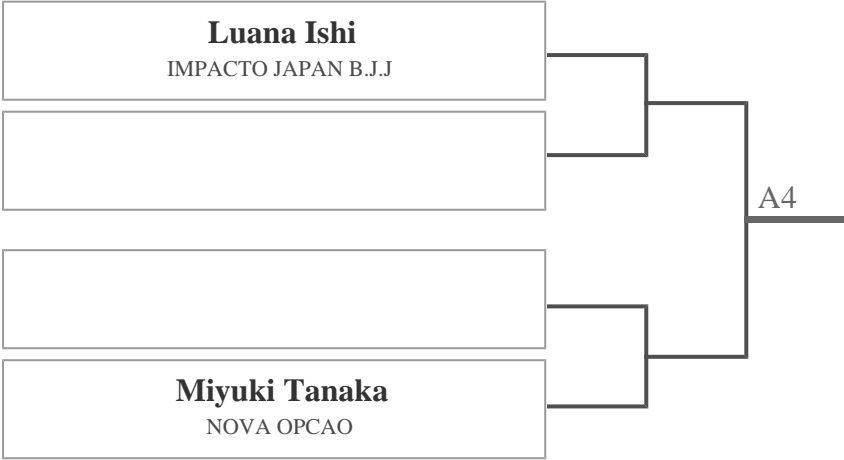 Luana Ishi
IMPACTO JAPAN B.J.J
A4
Miyuki Tanaka
NOVA OPCAO